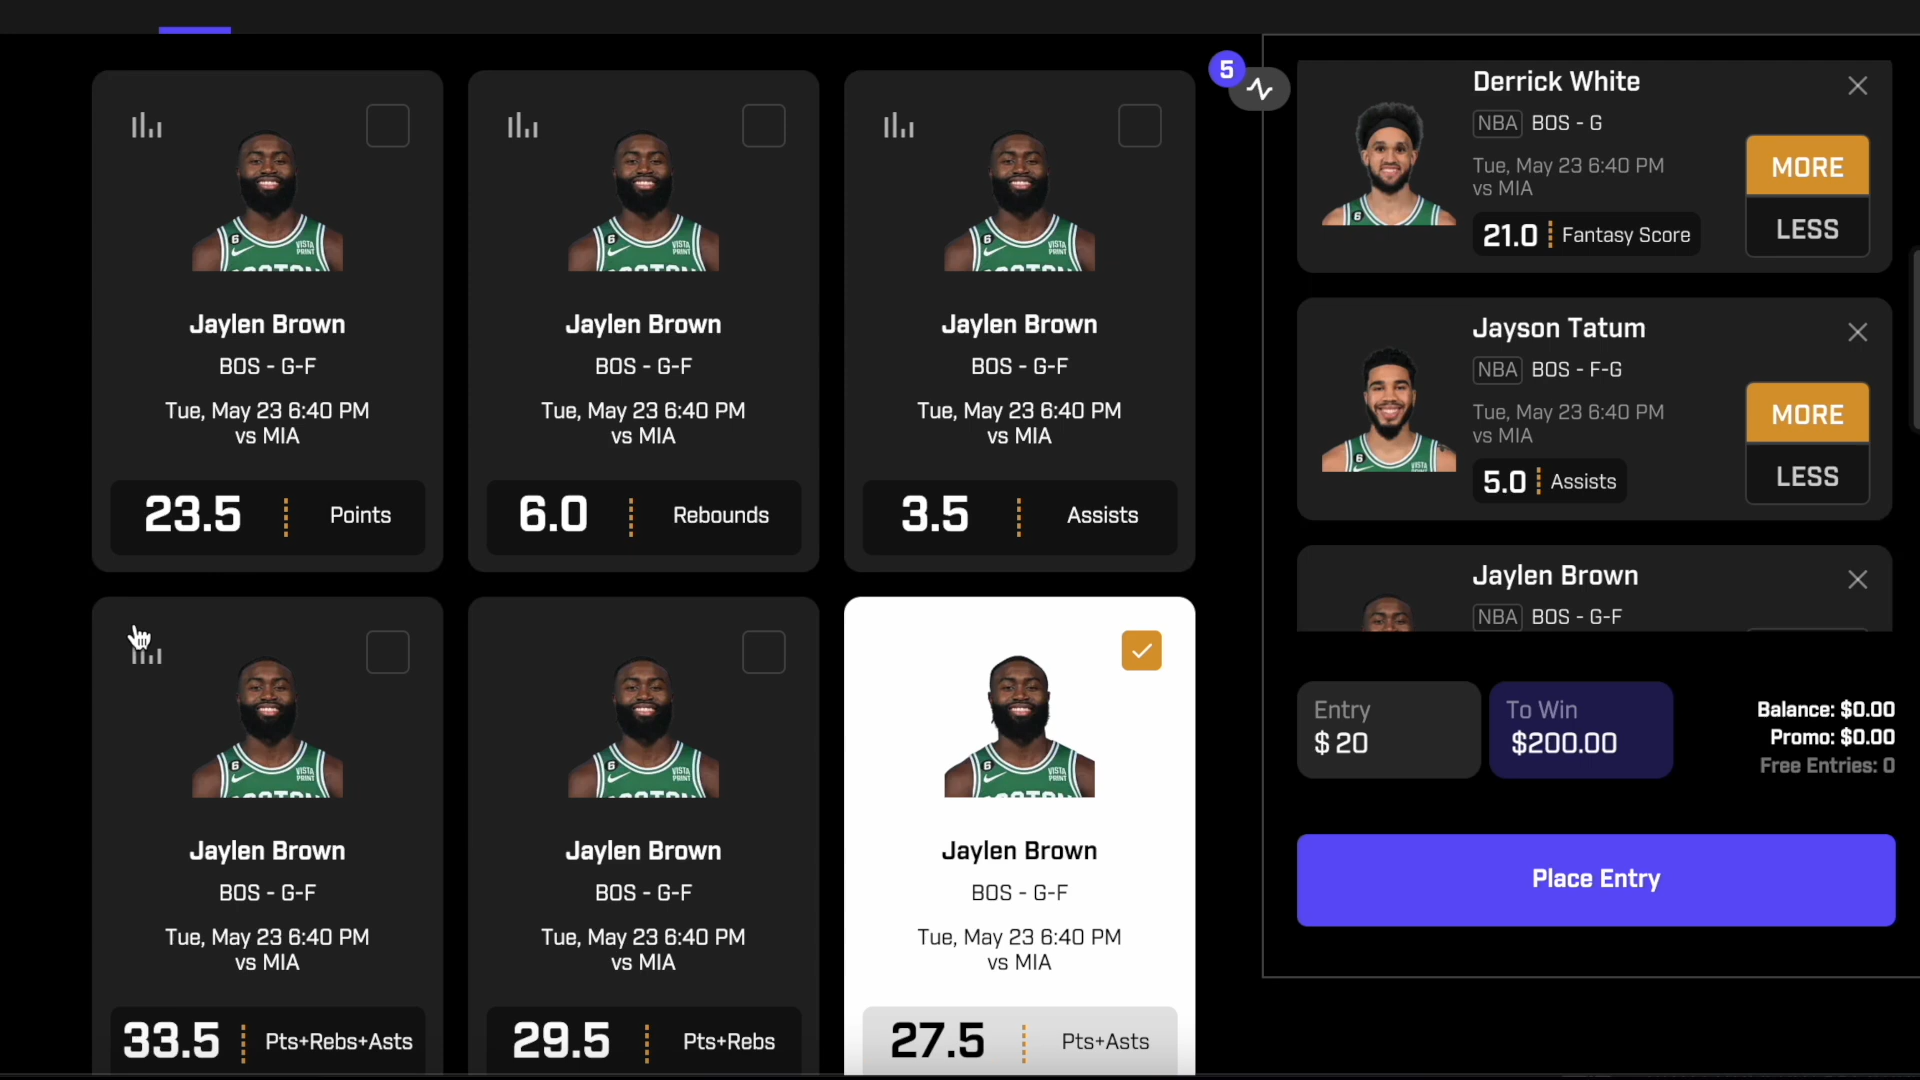 Jaylen Brown
BOS - G-F
Tue, May 23 6:40 PM
vs MIA
23.5
Points
Jaylen Brown
BOS - G-F
Tue, May 23 6:40 PM
vs MIA
6.0
Rebounds
Jaylen Brown
BOS - G-F
Tue, May 23 6:40 PM
vs MIA
3.5
Assists
Jaylen Brown
BOS - G-F
Tue, May 23 6:40 PM
vs MIA
33.5
Pts+Rebs+Asts
Jaylen Brown
BOS - G-F
Tue, May 23 6:40 PM
vs MIA
29.5
Pts+Rebs
Jaylen Brown
BOS - G-F
Tue, May 23 6:40 PM
vs MIA
27.5
Pts+Asts
5
Derrick White
NBA BOS - G
Tue, May 23 6:40 PM
vs MIA
21.0 Fantasy Score
MORE
LESS
Jayson Tatum
NBA BOS - F-G
Tue, May 23 6:40 PM
vs MIA
5.0 Assists
MORE
LESS
Jaylen Brown
NBA BOS - G-F
Entry
$ 20
To Win
$200.00
Balance: $0.00
Promo: $0.00
Free Entries: 0
Place Entry